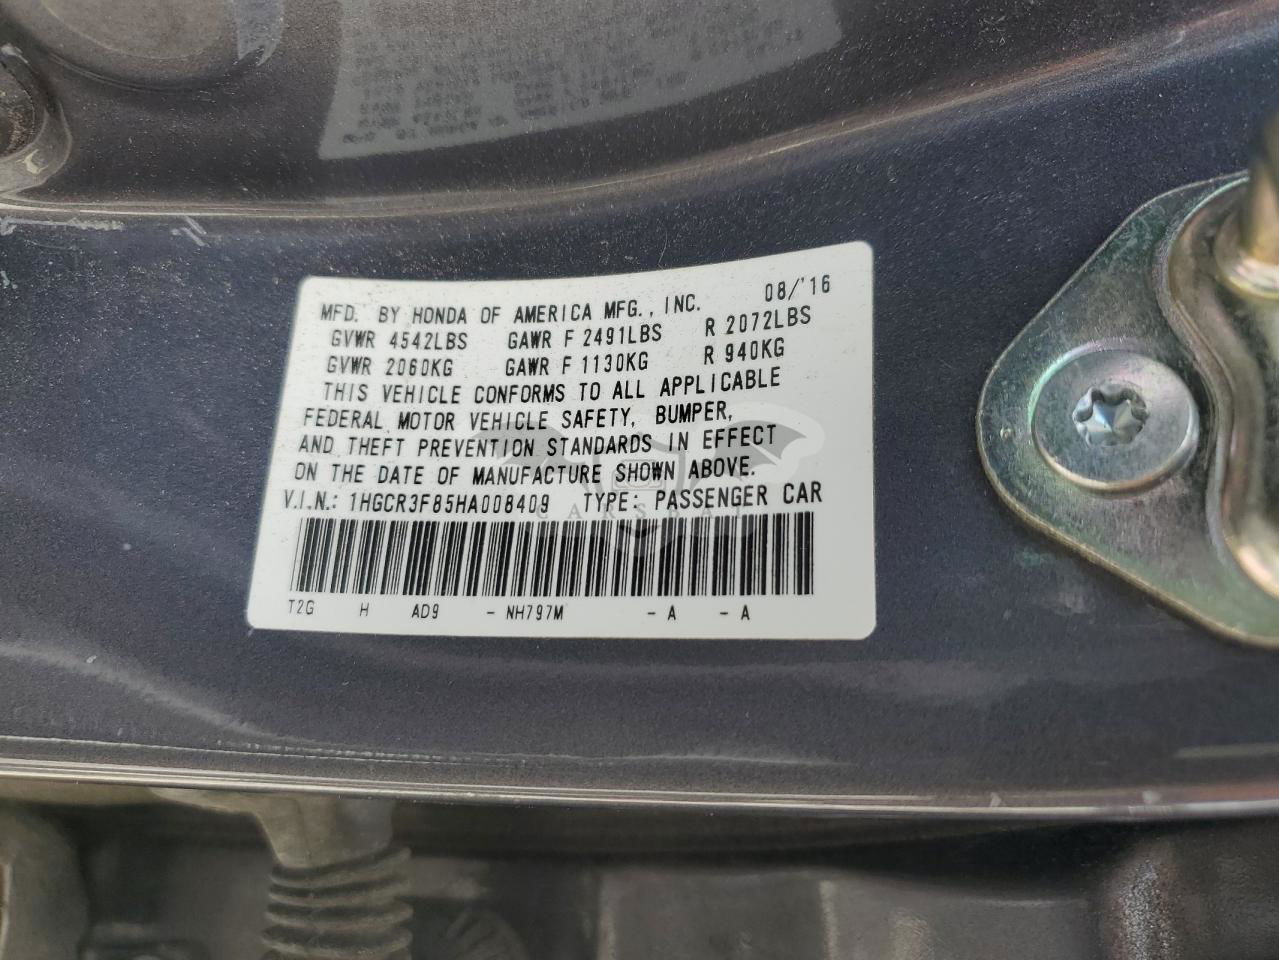 MFD. BY HONDA OF AMERICA MFG., INC. 08/'16
GVWR 4542LBS GAWR F 2491LBS R 2072LBS
GVWR 2060KG GAWR F 1130KG R 940KG
THIS VEHICLE CONFORMS TO ALL APPLICABLE
FEDERAL MOTOR VEHICLE SAFETY, BUMPER,
AND THEFT PREVENTION STANDARDS IN EFFECT
ON THE DATE OF MANUFACTURE SHOWN ABOVE.
V.I.N.: 1HGCR3F85HA008409 TYPE: PASSENGER CAR
CARSBAT
T2G H AD9 - NH797M - A - A